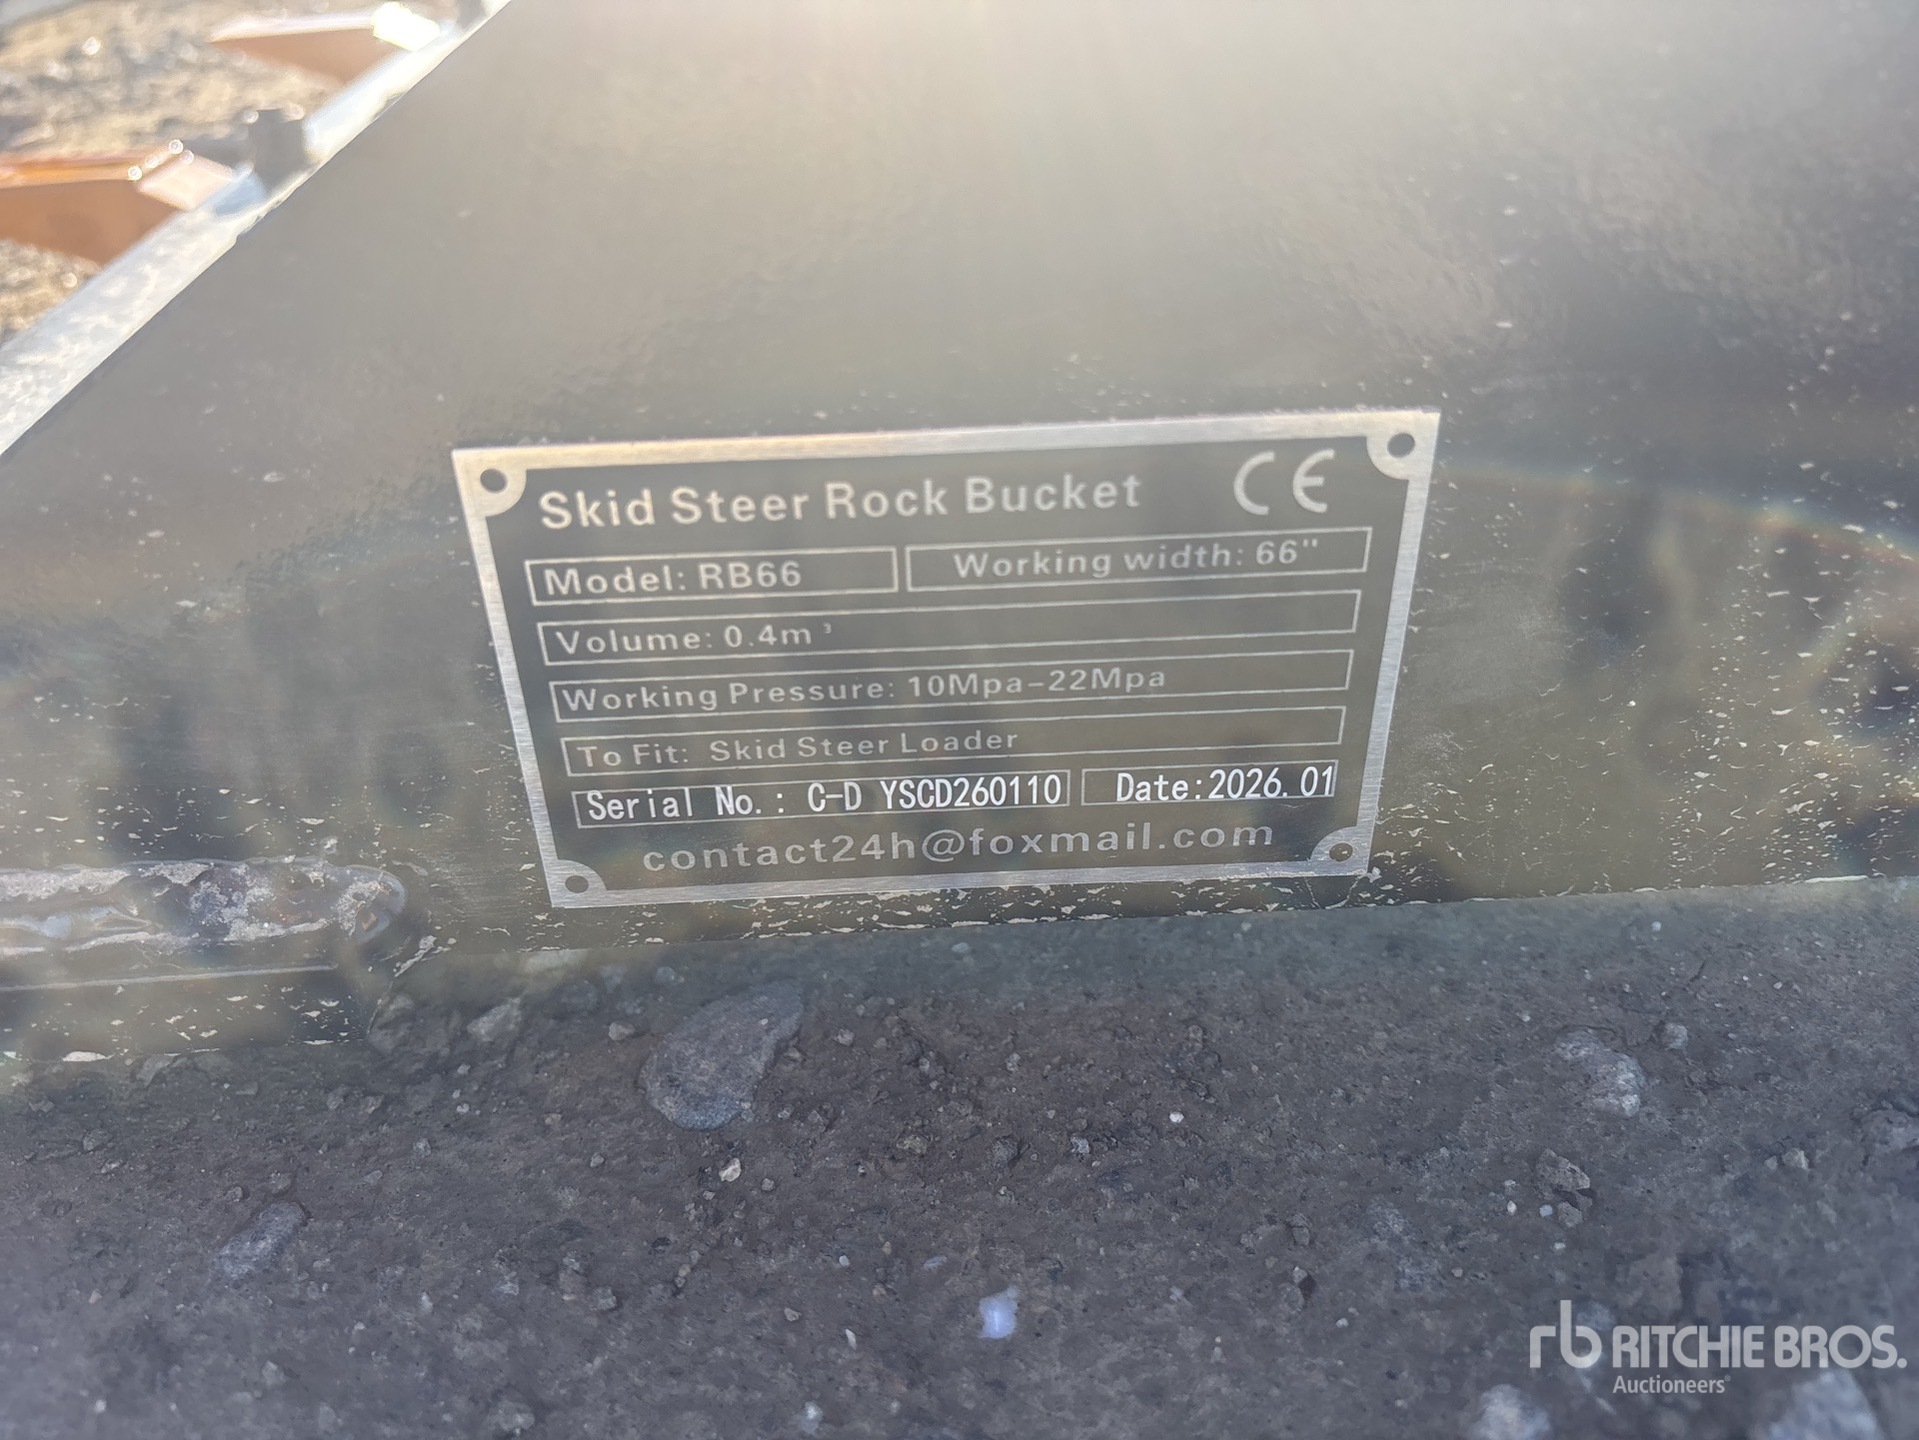 Skid Steer Rock Bucket CE
Model: RB66 Working width: 66"
Volume: 0.4m³
Working Pressure: 10Mpa-22Mpa
To Fit: Skid Steer Loader
Serial No.: C-D YSCD260110 Date:2026.01
contact24h@foxmail.com
rb RITCHIE BROS.
Auctioneers